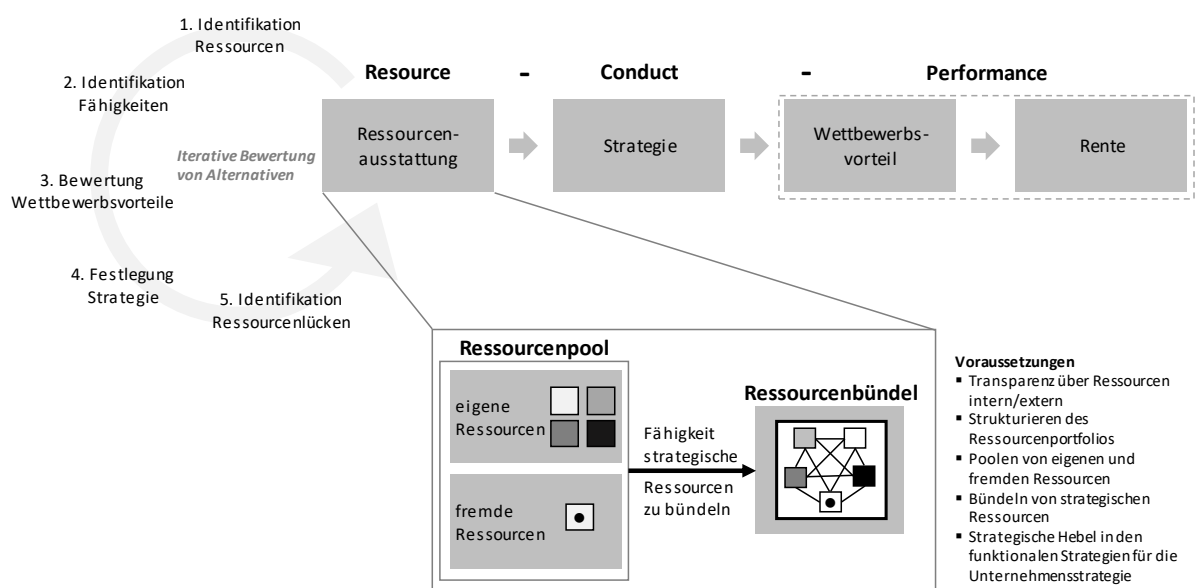 1. Identifikation
Ressourcen
2. Identifikation
Fähigkeiten
3. Bewertung
Wettbewerbsvorteile
4. Festlegung
Strategie
5. Identifikation
Ressourcenlücken
Iterative Bewertung
von Alternativen
Resource - Conduct - Performance
Ressourcen-
ausstattung
Strategie
Wettbewerbs-
vorteil
Rente
Ressourcenpool
eigene
Ressourcen
fremde
Ressourcen
Fähigkeit
strategische
Ressourcen
zu bündeln
Ressourcenbündel
Voraussetzungen
▪ Transparenz über Ressourcen
intern/extern
▪ Strukturieren des
Ressourcenportfolios
▪ Poolen von eigenen und
fremden Ressourcen
▪ Bündeln von strategischen
Ressourcen
▪ Strategische Hebel in den
funktionalen Strategien für die
Unternehmensstrategie